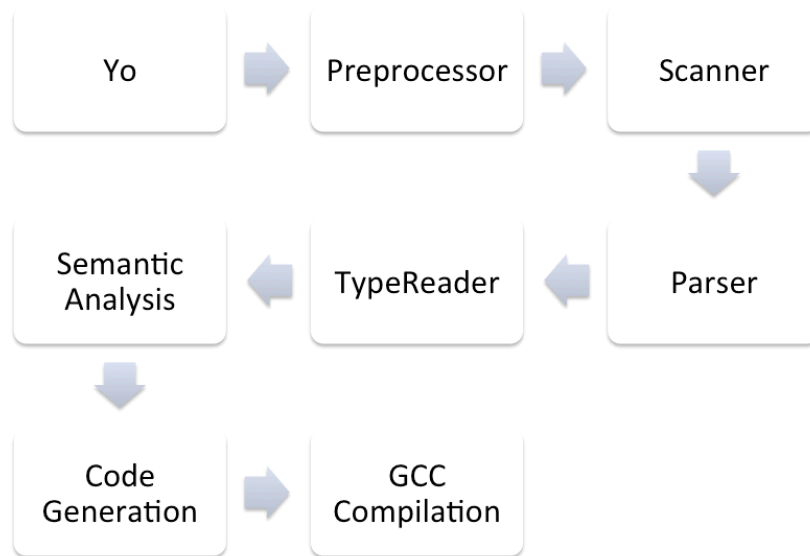 Yo
Preprocessor
Scanner
Semantic
Analysis
TypeReader
Parser
Code
Generation
GCC
Compilation